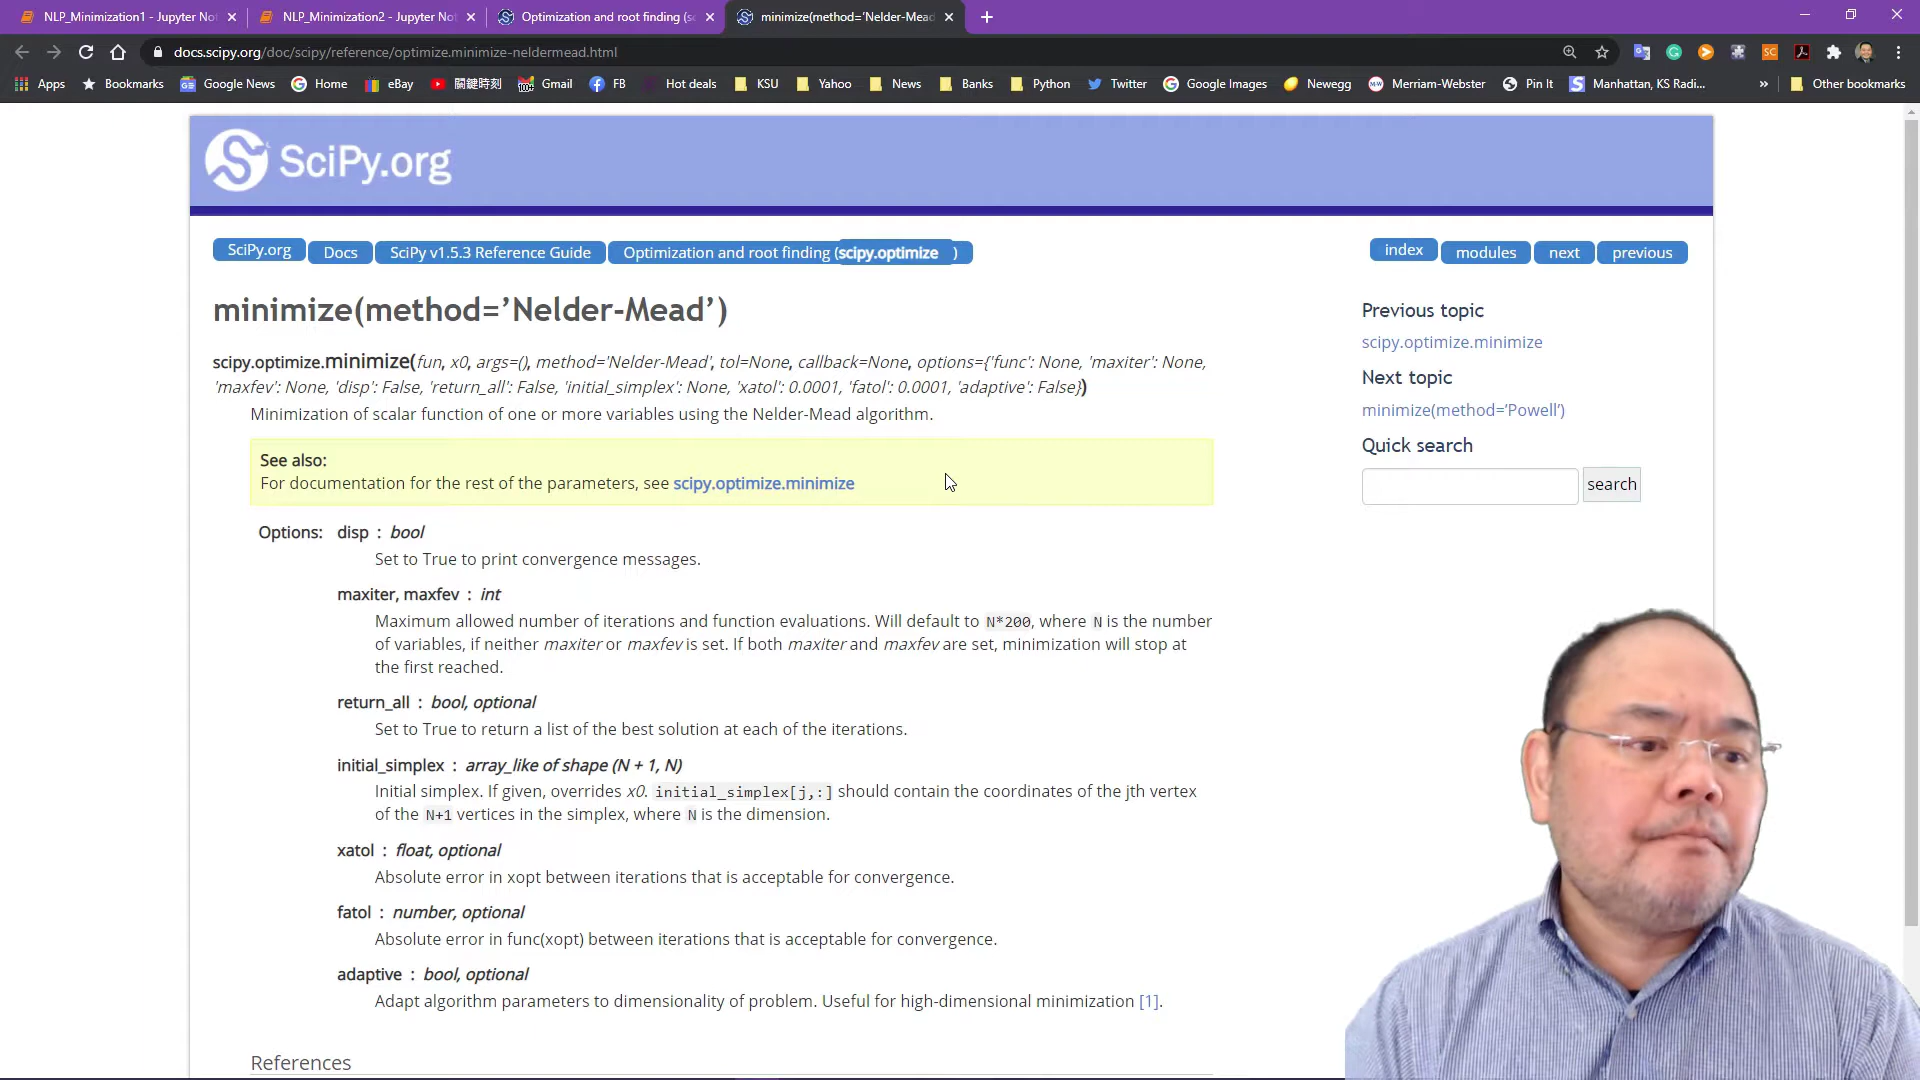 NLP_Minimization1 - Jupyter Not
NLP_Minimization2 - Jupyter Not
Optimization and root finding (sc
minimize(method='Nelder-Mead
docs.scipy.org/doc/scipy/reference/optimize.minimize-neldermead.html
Apps
Bookmarks
Google News
Home
eBay
關鍵時刻
100+
Gmail
FB
Hot deals
KSU
Yahoo
News
Banks
Python
Twitter
Google Images
Newegg
Merriam-Webster
Pin It
Manhattan, KS Radi...
»
Other bookmarks
SciPy.org
SciPy.org
Docs
SciPy v1.5.3 Reference Guide
Optimization and root finding (scipy.optimize )
index
modules
next
previous
minimize(method=’Nelder-Mead’)
scipy.optimize.minimize(fun, x0, args=(), method='Nelder-Mead', tol=None, callback=None, options={'func': None, 'maxiter': None,
'maxfev': None, 'disp': False, 'return_all': False, 'initial_simplex': None, 'xatol': 0.0001, 'fatol': 0.0001, 'adaptive': False})
Minimization of scalar function of one or more variables using the Nelder-Mead algorithm.
See also:
For documentation for the rest of the parameters, see scipy.optimize.minimize
Options: disp : bool
Set to True to print convergence messages.
maxiter, maxfev : int
Maximum allowed number of iterations and function evaluations. Will default to N*200, where N is the number
of variables, if neither maxiter or maxfev is set. If both maxiter and maxfev are set, minimization will stop at
the first reached.
return_all : bool, optional
Set to True to return a list of the best solution at each of the iterations.
initial_simplex : array_like of shape (N + 1, N)
Initial simplex. If given, overrides x0. initial_simplex[j,:] should contain the coordinates of the jth vertex
of the N+1 vertices in the simplex, where N is the dimension.
xatol : float, optional
Absolute error in xopt between iterations that is acceptable for convergence.
fatol : number, optional
Absolute error in func(xopt) between iterations that is acceptable for convergence.
adaptive : bool, optional
Adapt algorithm parameters to dimensionality of problem. Useful for high-dimensional minimization [1].
References
Previous topic
scipy.optimize.minimize
Next topic
minimize(method=’Powell’)
Quick search
search